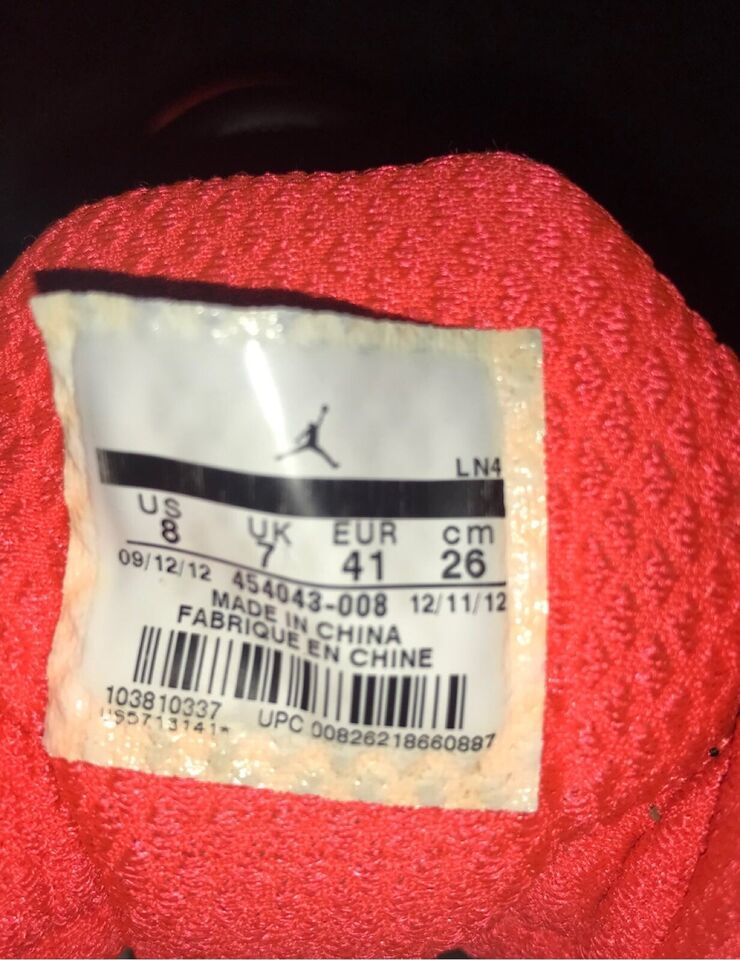 LN4
US UK EUR cm
8 7 41 26
09/12/12 454043-008 12/11/12
MADE IN CHINA
FABRIQUE EN CHINE
103810337
UPC 00826218660887